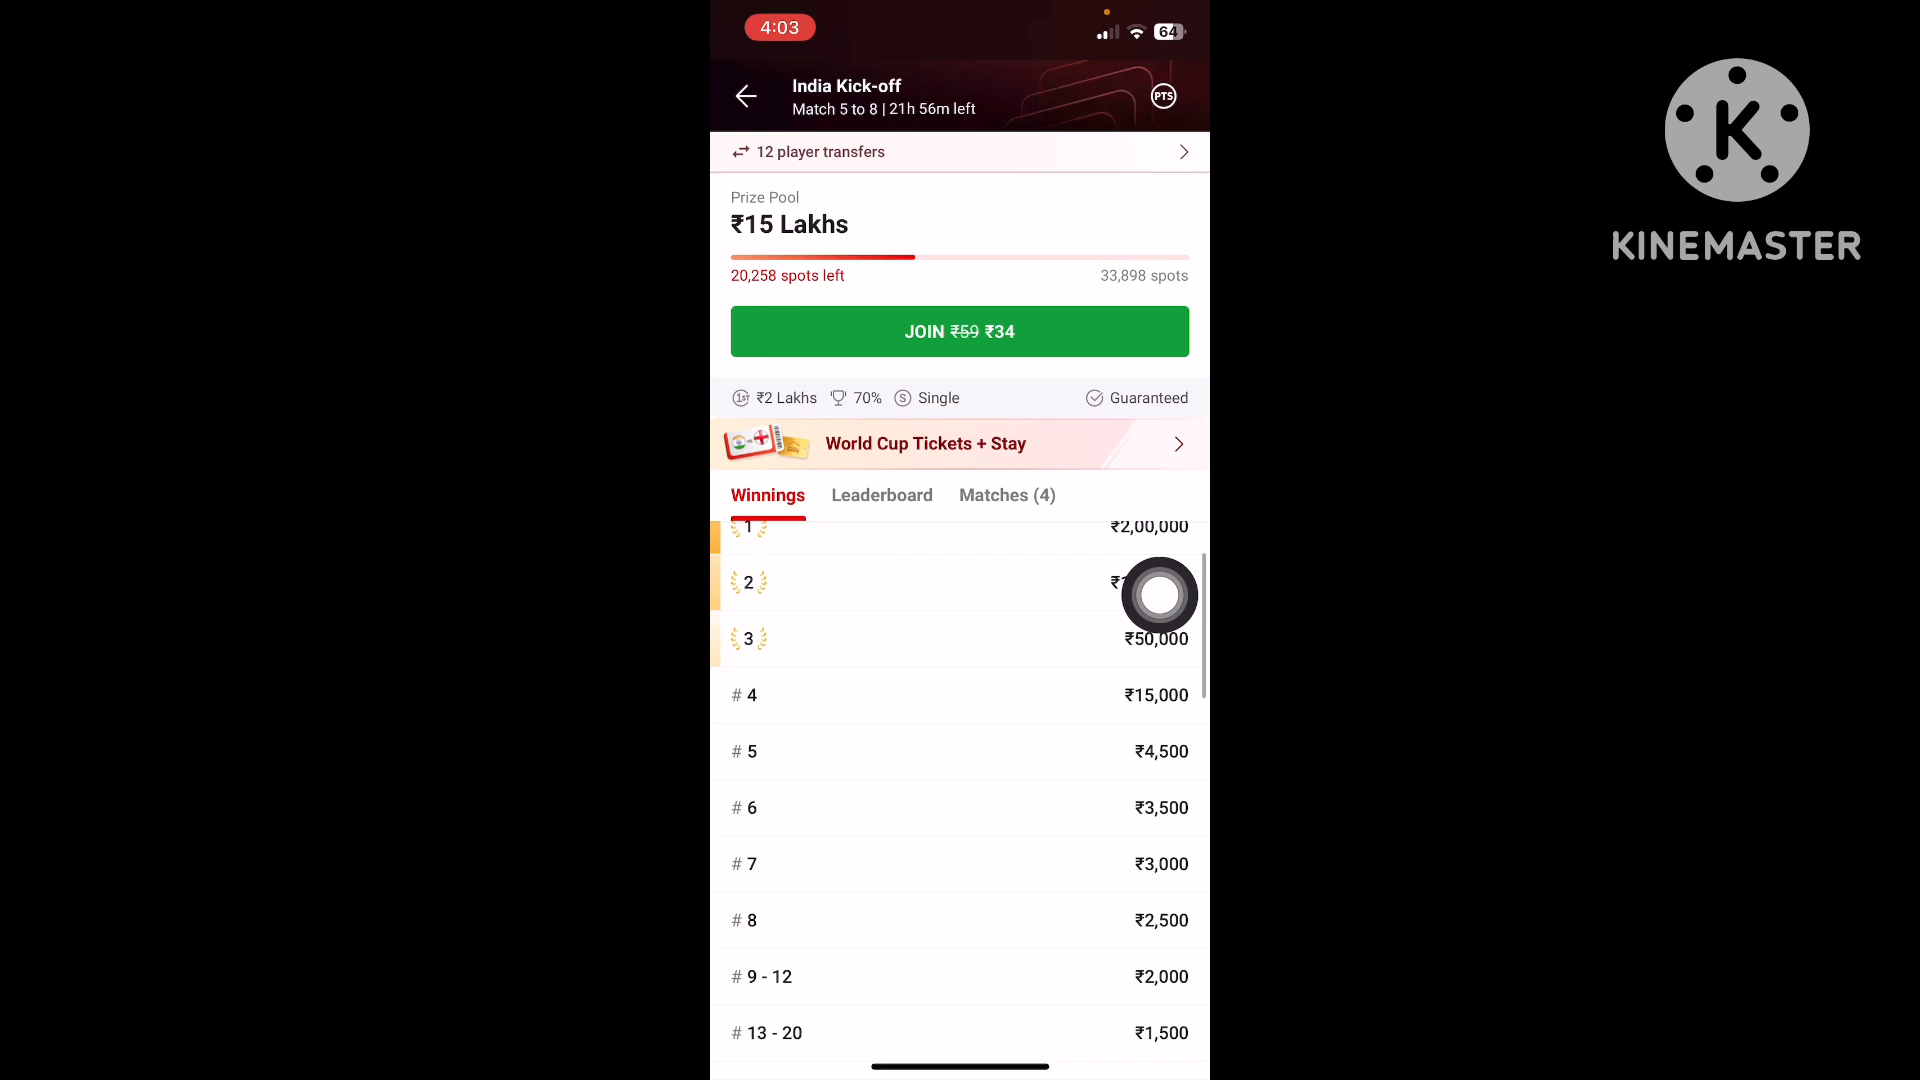 4:03
64
India Kick-off
Match 5 to 8 | 21h 56m left
PTS
12 player transfers
Prize Pool
₹15 Lakhs
20,258 spots left
33,898 spots
JOIN ₹59 ₹34
1ST ₹2 Lakhs 70% S Single Guaranteed
World Cup Tickets + Stay
Winnings Leaderboard Matches (4)
1 ₹2,00,000
2
3 ₹50,000
# 4 ₹15,000
# 5 ₹4,500
# 6 ₹3,500
# 7 ₹3,000
# 8 ₹2,500
# 9 - 12 ₹2,000
# 13 - 20 ₹1,500
K
KINEMASTER